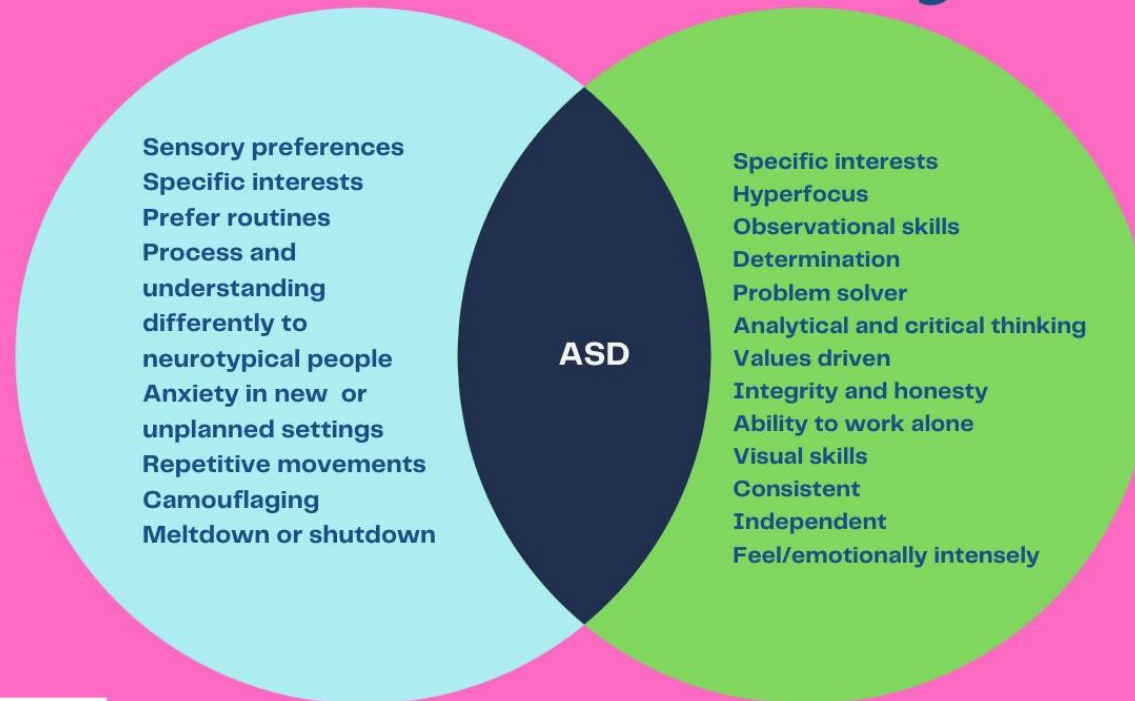 Sensory preferences
Specific interests
Prefer routines
Process and
understanding
differently to
neurotypical people
Anxiety in new or
unplanned settings
Repetitive movements
Camouflaging
Meltdown or shutdown
ASD
Specific interests
Hyperfocus
Observational skills
Determination
Problem solver
Analytical and critical thinking
Values driven
Integrity and honesty
Ability to work alone
Visual skills
Consistent
Independent
Feel/emotionally intensely